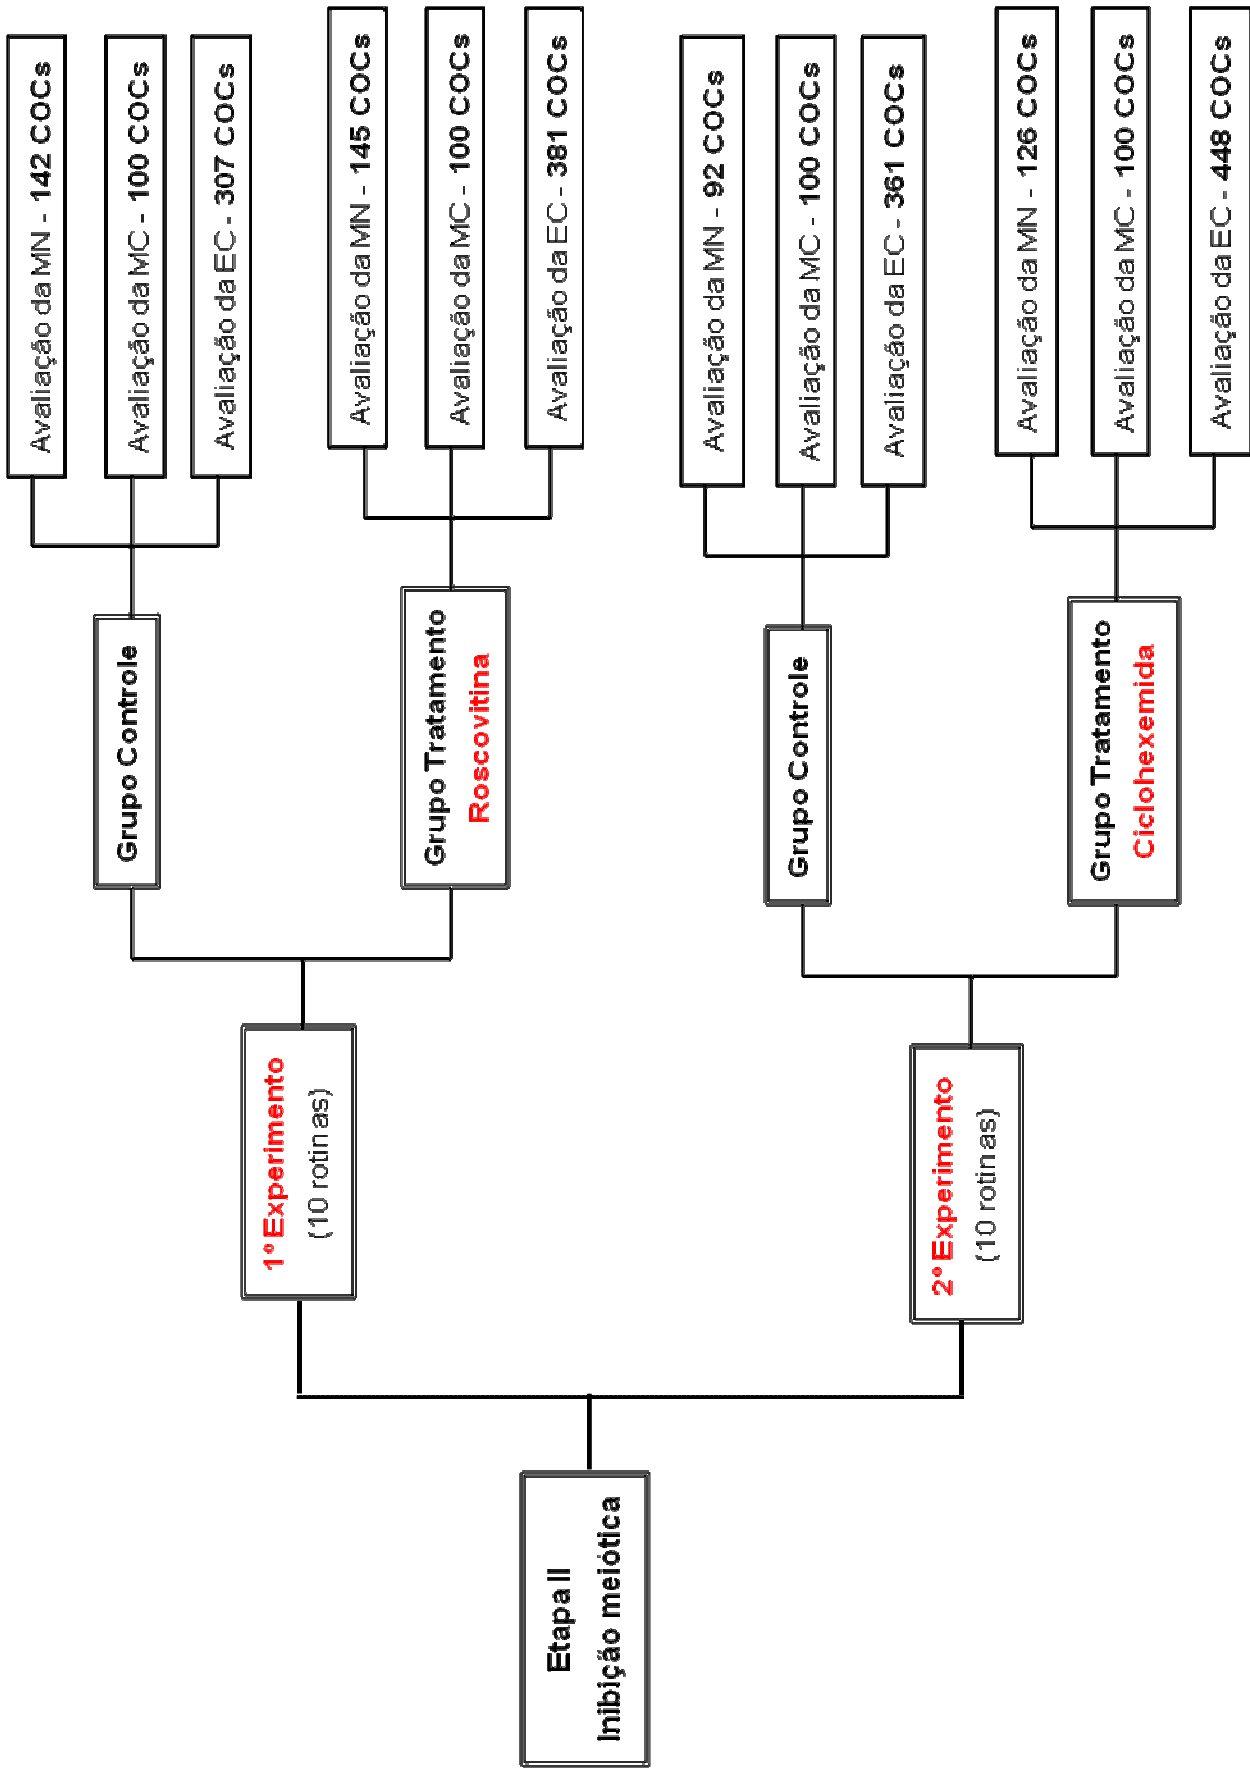 Etapa II
Inibição meiótica
1º Experimento
(10 rotinas)
Grupo Controle
Avaliação da MN - 142 COCs
Avaliação da MC - 100 COCs
Avaliação da EC - 307 COCs
Grupo Tratamento
Roscovitina
Avaliação da MN - 145 COCs
Avaliação da MC - 100 COCs
Avaliação da EC - 381 COCs
2º Experimento
(10 rotinas)
Grupo Controle
Avaliação da MN - 92 COCs
Avaliação da MC - 100 COCs
Avaliação da EC - 361 COCs
Grupo Tratamento
Ciclohexemida
Avaliação da MN - 126 COCs
Avaliação da MC - 100 COCs
Avaliação da EC - 448 COCs